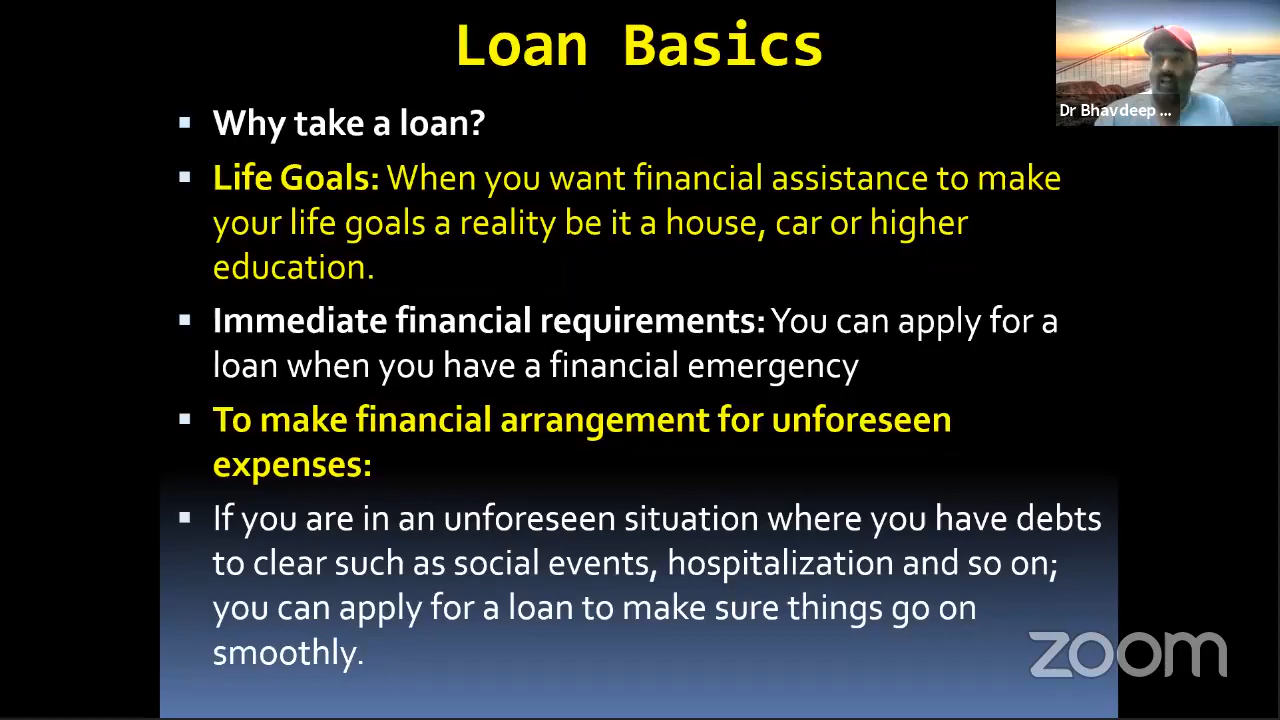 Loan Basics
Why take a loan?
Life Goals: When you want financial assistance to make
your life goals a reality be it a house, car or higher
education.
Immediate financial requirements: You can apply for a
loan when you have a financial emergency
To make financial arrangement for unforeseen
expenses:
If you are in an unforeseen situation where you have debts
to clear such as social events, hospitalization and so on;
you can apply for a loan to make sure things go on
smoothly.
Dr Bhavdeep ...
zoom